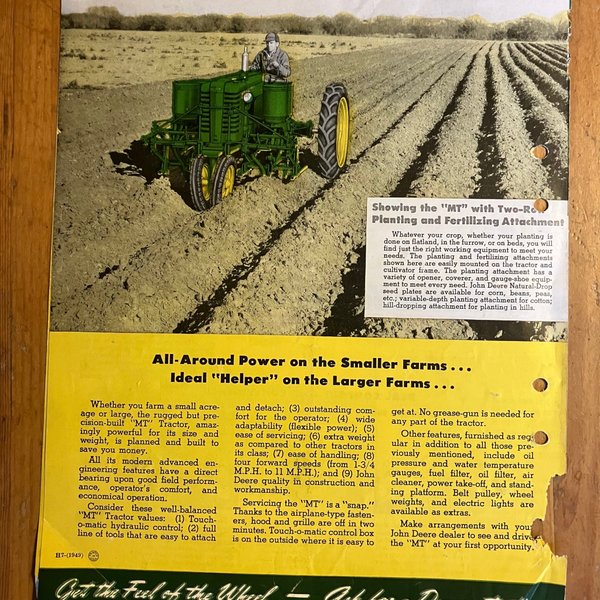 Showing the "MT" with Two-Row
Planting and Fertilizing Attachment
Whatever your crop, whether your planting is
done on flatland, in the furrow, or on beds, you will
find just the right working equipment to meet your
needs. The planting and fertilizing attachments
shown here are easily mounted on the tractor and
cultivator frame. The planting attachment has a
variety of opener, coverer, and gauge-shoe equip-
ment to meet every need. John Deere Natural-Drop
seed plates are available for corn, beans, peas,
etc.; variable-depth planting attachment for cotton;
hill-dropping attachment for planting in hills.
All-Around Power on the Smaller Farms . . .
Ideal "Helper" on the Larger Farms . . .
Whether you farm a small acre-
age or large, the rugged but pre-
cision-built "MT" Tractor, amaz-
ingly powerful for its size and
weight, is planned and built to
save you money.
All its modern advanced en-
gineering features have a direct
bearing upon good field perform-
ance, operator's comfort, and
economical operation.
Consider these well-balanced
"MT" Tractor values: (1) Touch-
o-matic hydraulic control; (2) full
line of tools that are easy to attach
H7-(1949)
and detach; (3) outstanding com-
fort for the operator; (4) wide
adaptability (flexible power); (5)
ease of servicing; (6) extra weight
as compared to other tractors in
its class; (7) ease of handling; (8)
four forward speeds (from 1-3/4
M.P.H. to 11 M.P.H.); and (9) John
Deere quality in construction and
workmanship.
Servicing the "MT" is a "snap."
Thanks to the airplane-type fasten-
ers, hood and grille are off in two
minutes. Touch-o-matic control box
is on the outside where it is easy to
get at. No grease-gun is needed for
any part of the tractor.
Other features, furnished as reg-
ular in addition to all those pre-
viously mentioned, include oil
pressure and water temperature
gauges, fuel filter, oil filter, air
cleaner, power take-off, and stand-
ing platform. Belt pulley, wheel
weights, and electric lights are
available as extras.
Make arrangements with your
John Deere dealer to see and drive
the "MT" at your first opportunity.
Get the Feel of the Wheel — Ask for a Demonstration